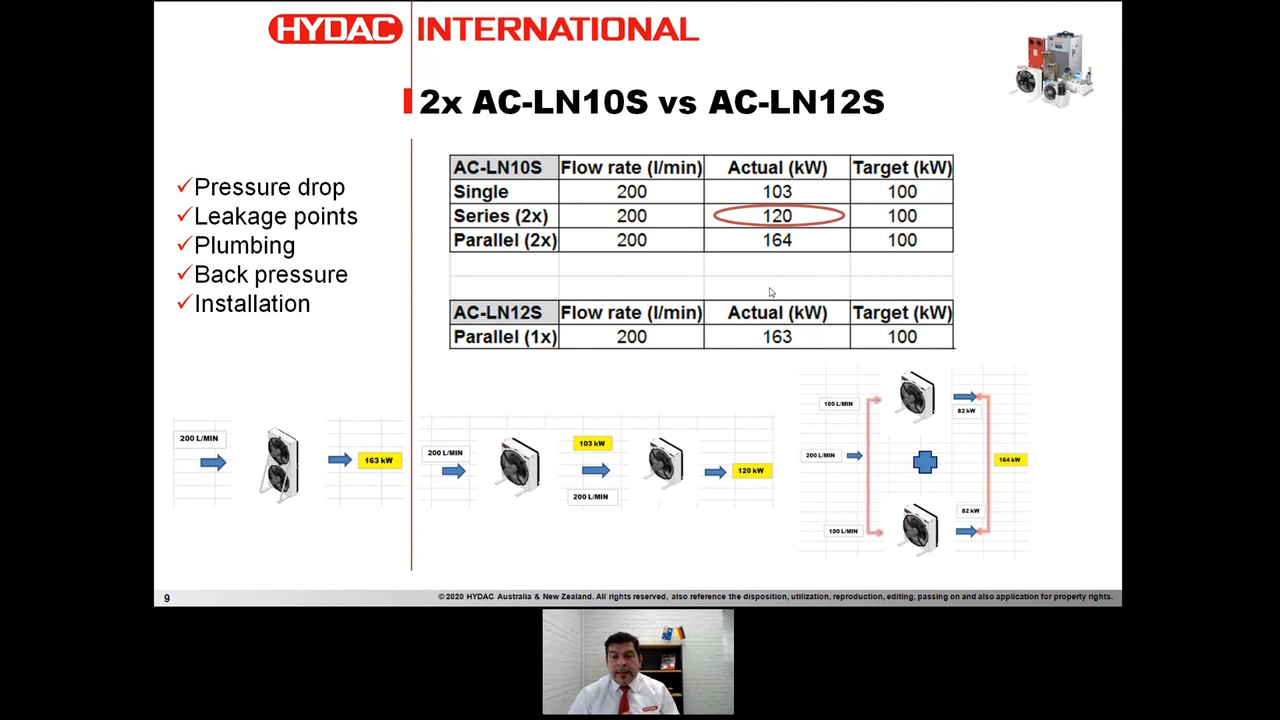 HYDAC INTERNATIONAL
2x AC-LN10S vs AC-LN12S
✓Pressure drop
✓Leakage points
✓Plumbing
✓Back pressure
✓Installation
AC-LN10S Flow rate (l/min) Actual (kW) Target (kW)
Single 200 103 100
Series (2x) 200 120 100
Parallel (2x) 200 164 100
AC-LN12S Flow rate (l/min) Actual (kW) Target (kW)
Parallel (1x) 200 163 100
200 L/MIN
163 kW
200 L/MIN
103 kW
200 L/MIN
120 kW
100 L/MIN
82 kW
200 L/MIN
164 kW
82 kW
100 L/MIN
9
© 2020 HYDAC Australia & New Zealand. All rights reserved, also reference the disposition, utilization, reproduction, editing, passing on and also application for property rights.
HYDAC